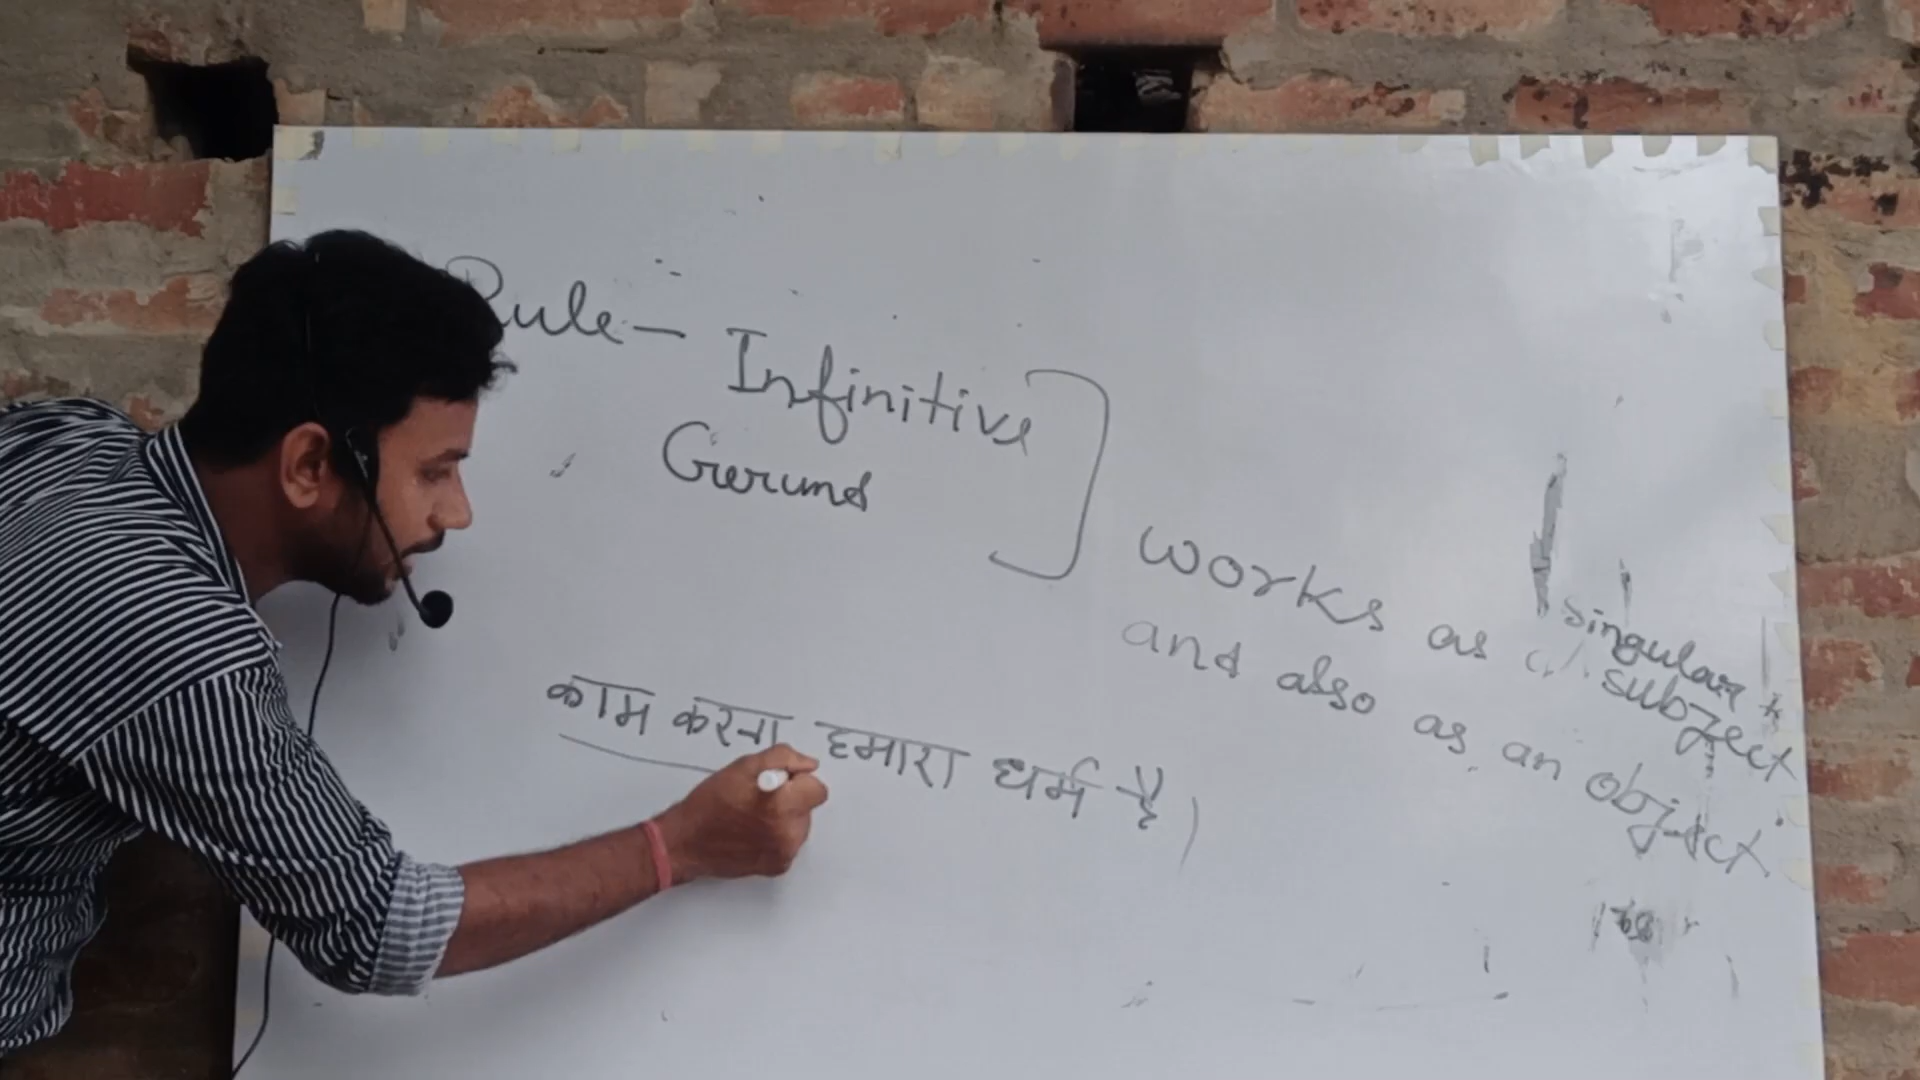 Rule - Infinitive
Gerund
works as singular
subject
and also as an object
काम करना हमारा धर्म है।